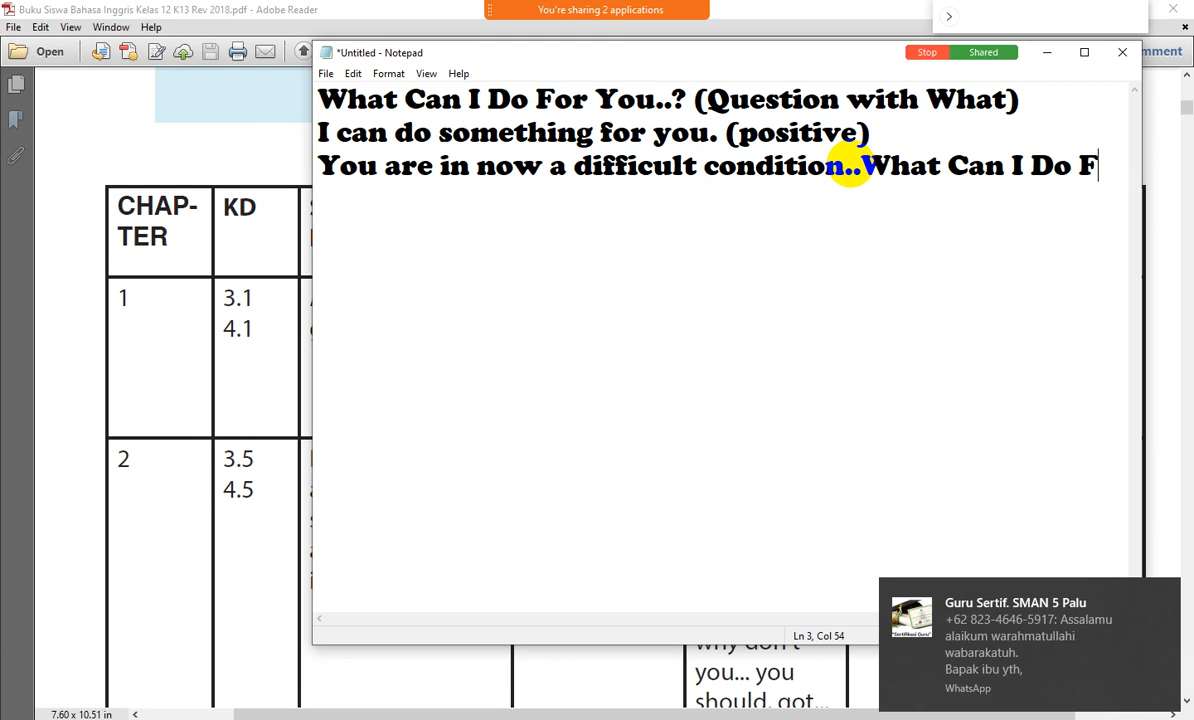 Buku Siswa Bahasa Inggris Kelas 12 K13 Rev 2018.pdf - Adobe Reader
You're sharing 2 applications
File Edit View Window Help
Open
*Untitled - Notepad
Stop Shared
File Edit Format View Help
What Can I Do For You..? (Question with What)
I can do something for you. (positive)
You are in now a difficult condition..What Can I Do F
CHAP-
TER
KD
1
3.1
4.1
2
3.5
4.5
Ln 3, Col 54
you... you
should, got...
Guru Sertif. SMAN 5 Palu
+62 823-4646-5917: Assalamu
alaikum warahmatullahi
wabarakatuh.
Bapak ibu yth,
WhatsApp
7.60 x 10.51 in